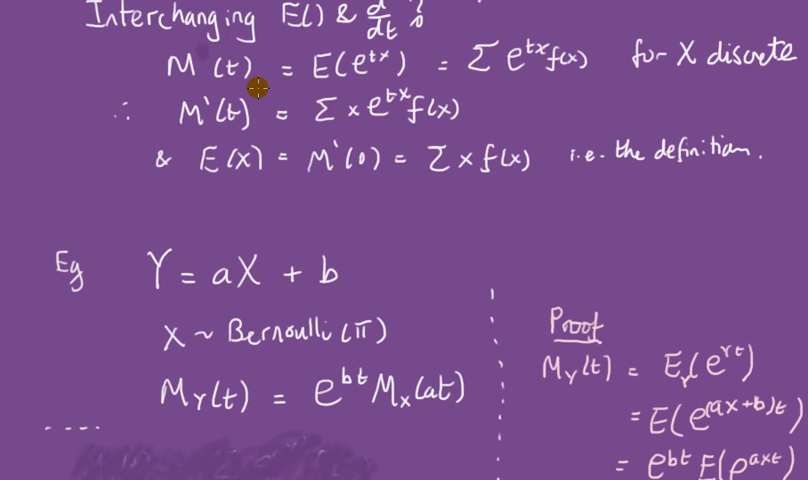 Interchanging E() & d/dt ?
M (t) = E(e^tx) = Σ e^tx f(x) for X discrete
∴ M'(t) = Σ x e^tx f(x)
& E(x) = M'(0) = Σ x f(x) i.e. the definition.
Eg Y = aX + b
X ~ Bernoulli(π)
M_Y(t) = e^bt M_X(at)
Proof
M_Y(t) = E_Y(e^Yt)
= E(e^(ax+b)t)
= e^bt E(e^axt)